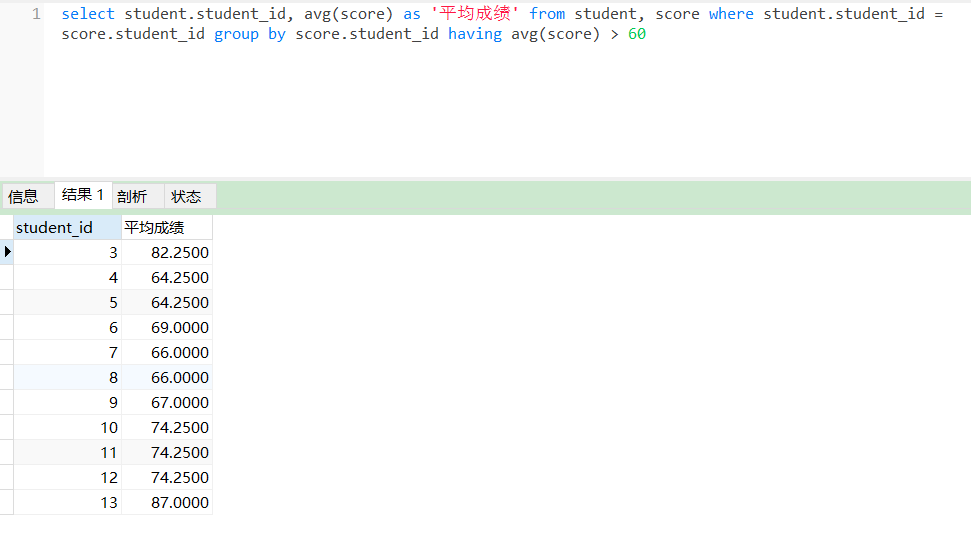 1 select student.student_id, avg(score) as '平均成绩' from student, score where student.student_id =
score.student_id group by score.student_id having avg(score) > 60
信息 结果 1 剖析 状态
student_id 平均成绩
3 82.2500
4 64.2500
5 64.2500
6 69.0000
7 66.0000
8 66.0000
9 67.0000
10 74.2500
11 74.2500
12 74.2500
13 87.0000